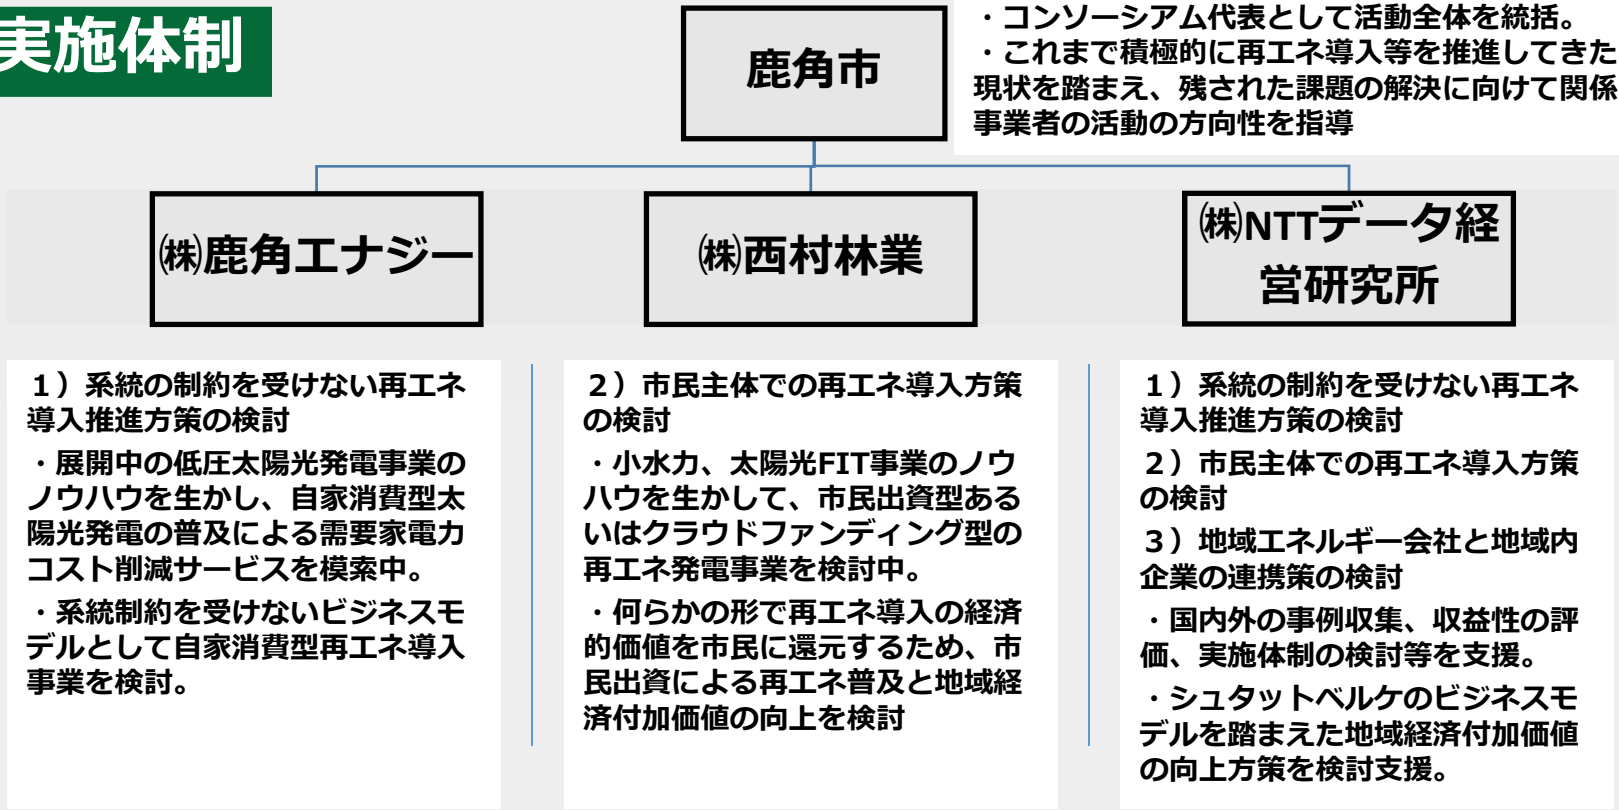 実施体制
鹿角市
・コンソーシアム代表として活動全体を統括。
・これまで積極的に再エネ導入等を推進してきた
現状を踏まえ、残された課題の解決に向けて関係
事業者の活動の方向性を指導
㈱鹿角エナジー
㈱西村林業
㈱NTTデータ経
営研究所
１）系統の制約を受けない再エネ
導入推進方策の検討
・展開中の低圧太陽光発電事業の
ノウハウを生かし、自家消費型太
陽光発電の普及による需要家電力
コスト削減サービスを模索中。
・系統制約を受けないビジネスモ
デルとして自家消費型再エネ導入
事業を検討。
２）市民主体での再エネ導入方策
の検討
・小水力、太陽光FIT事業のノウ
ハウを生かして、市民出資型ある
いはクラウドファンディング型の
再エネ発電事業を検討中。
・何らかの形で再エネ導入の経済
的価値を市民に還元するため、市
民出資による再エネ普及と地域経
済付加価値の向上を検討
１）系統の制約を受けない再エネ
導入推進方策の検討
２）市民主体での再エネ導入方策
の検討
３）地域エネルギー会社と地域内
企業の連携策の検討
・国内外の事例収集、収益性の評
価、実施体制の検討等を支援。
・シュタットベルケのビジネスモ
デルを踏まえた地域経済付加価値
の向上方策を検討支援。